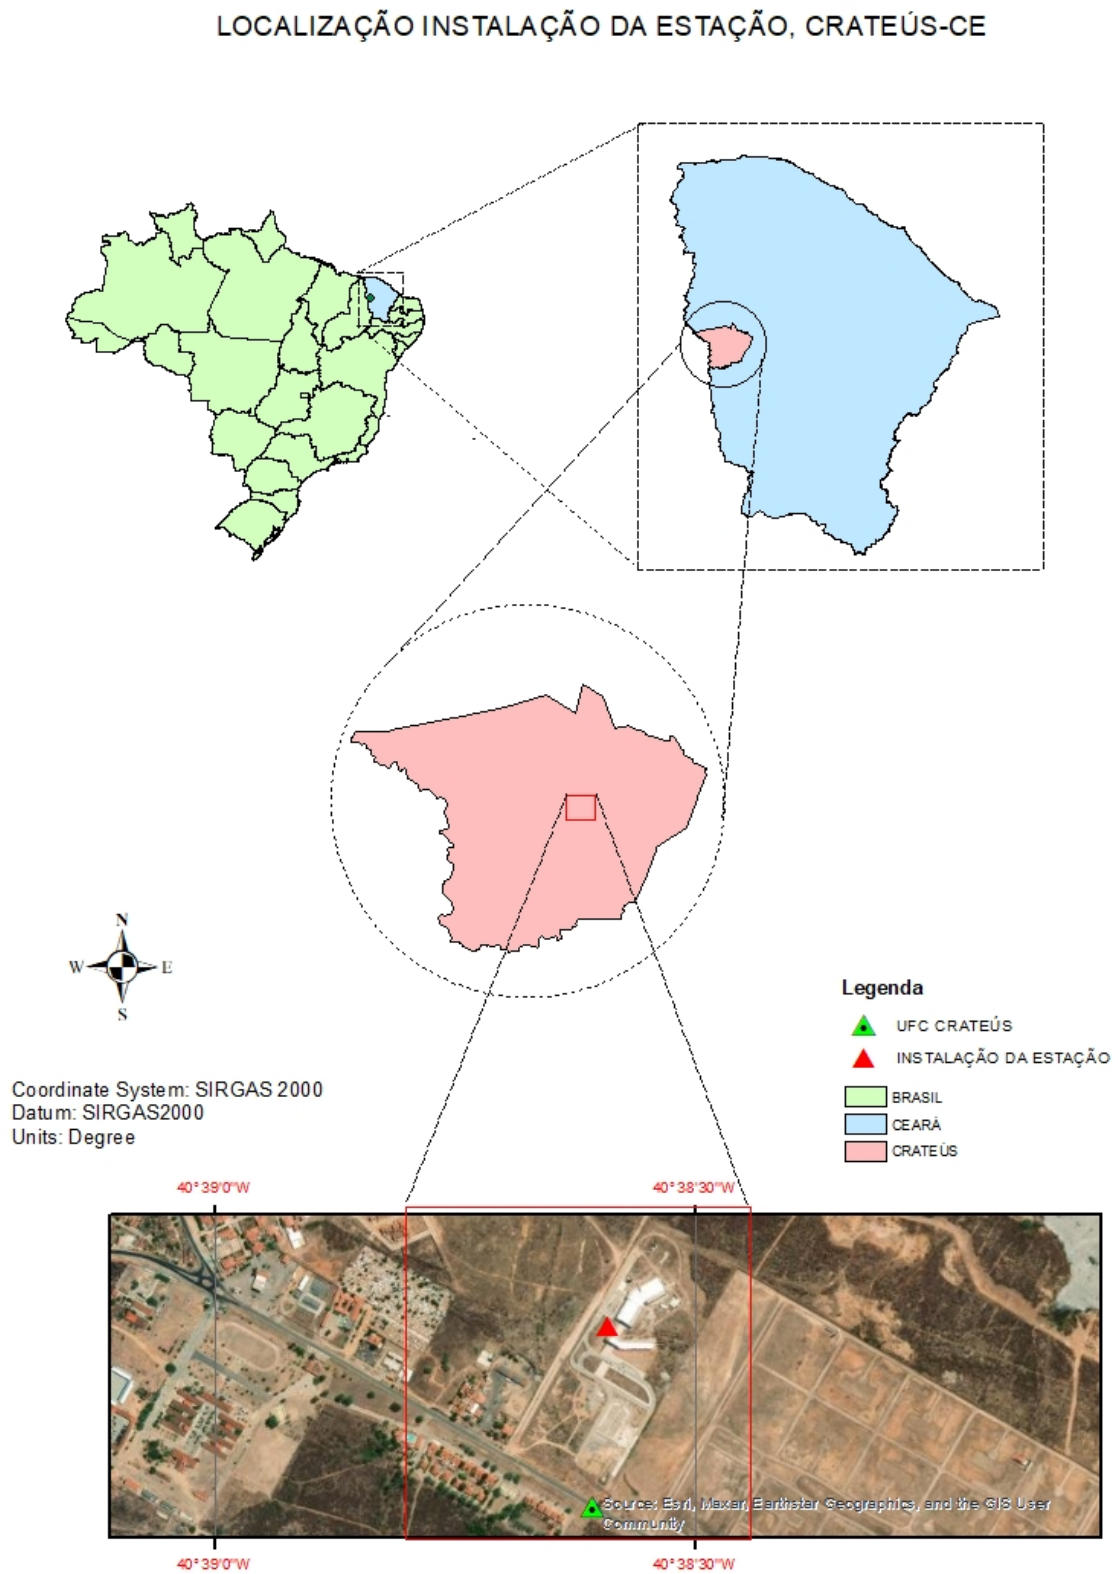 LOCALIZAÇÃO INSTALAÇÃO DA ESTAÇÃO, CRATEÚS-CE
N
W E
S
Legenda
UFC CRATEÚS
INSTALAÇÃO DA ESTAÇÃO
BRASIL
CEARÁ
CRATEÚS
Coordinate System: SIRGAS 2000
Datum: SIRGAS2000
Units: Degree
40°39'0"W 40°38'30"W
Source: Esri, Maxar, Earthstar Geographics, and the GIS User
Community
40°39'0"W 40°38'30"W